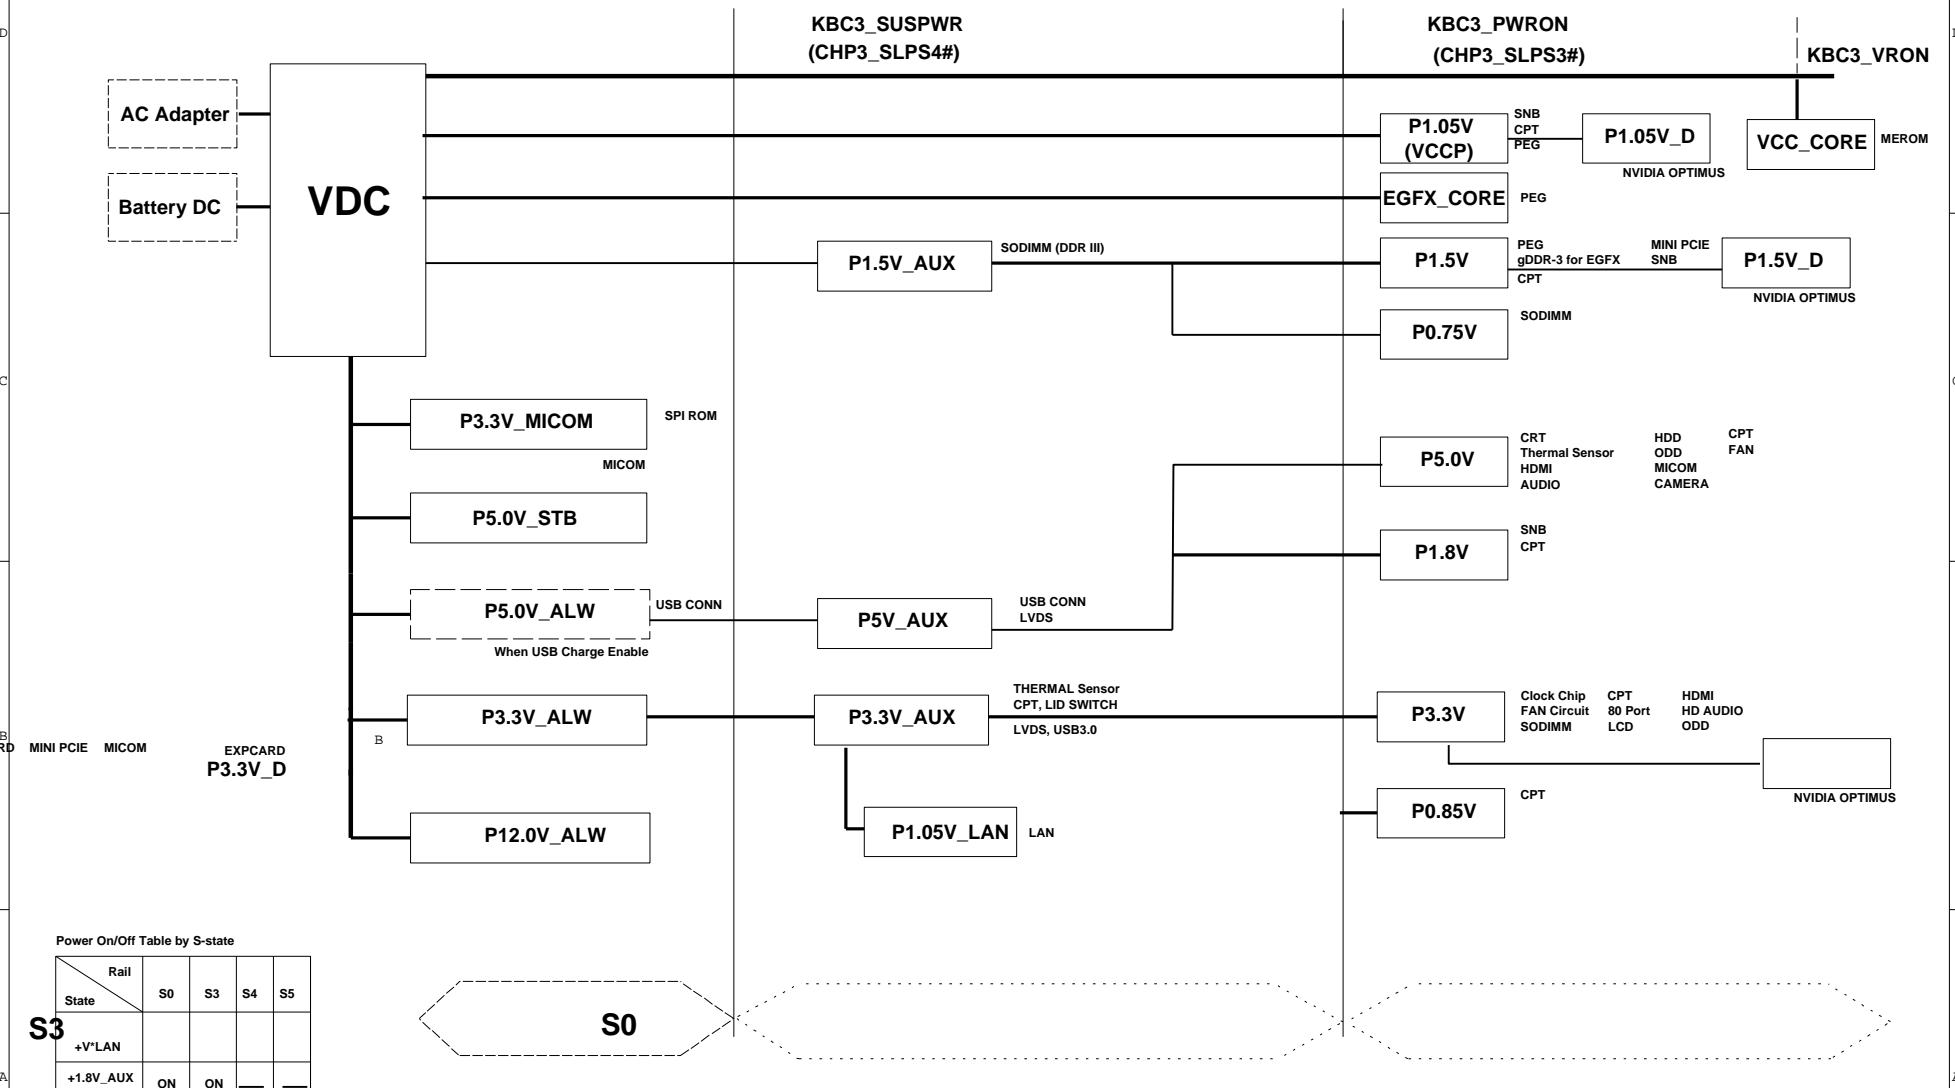 KBC3_SUSPWR
(CHP3_SLPS4#)
KBC3_PWRON
(CHP3_SLPS3#)
KBC3_VRON
D
AC Adapter
Battery DC
VDC
P1.05V
(VCCP)
SNB
CPT
PEG
P1.05V_D
NVIDIA OPTIMUS
VCC_CORE
MEROM
EGFX_CORE
PEG
P1.5V_AUX
SODIMM (DDR III)
P1.5V
PEG
gDDR-3 for EGFX
CPT
MINI PCIE
SNB
P1.5V_D
NVIDIA OPTIMUS
P0.75V
SODIMM
C
P3.3V_MICOM
SPI ROM
MICOM
P5.0V_STB
P5.0V
CRT
Thermal Sensor
HDMI
AUDIO
HDD
ODD
MICOM
CAMERA
CPT
FAN
P1.8V
SNB
CPT
P5.0V_ALW
USB CONN
When USB Charge Enable
P5V_AUX
USB CONN
LVDS
P3.3V_ALW
P3.3V_AUX
THERMAL Sensor
CPT, LID SWITCH
LVDS, USB3.0
P3.3V
Clock Chip
FAN Circuit
SODIMM
CPT
80 Port
LCD
HDMI
HD AUDIO
ODD
B
B
RD MINI PCIE MICOM
EXPCARD
P3.3V_D
NVIDIA OPTIMUS
P12.0V_ALW
P1.05V_LAN
LAN
P0.85V
CPT
Power On/Off Table by S-state
Rail
State
S0 S3 S4 S5
S3
+V*LAN
S0
+1.8V_AUX ON ON
A